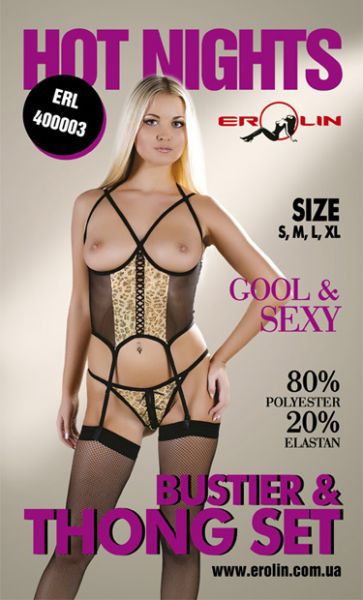 HOT NIGHTS
ERL
400003
EROLIN
SIZE
S, M, L, XL
GOOL &
SEXY
80%
POLYESTER
20%
ELASTAN
BUSTIER &
THONG SET
www.erolin.com.ua